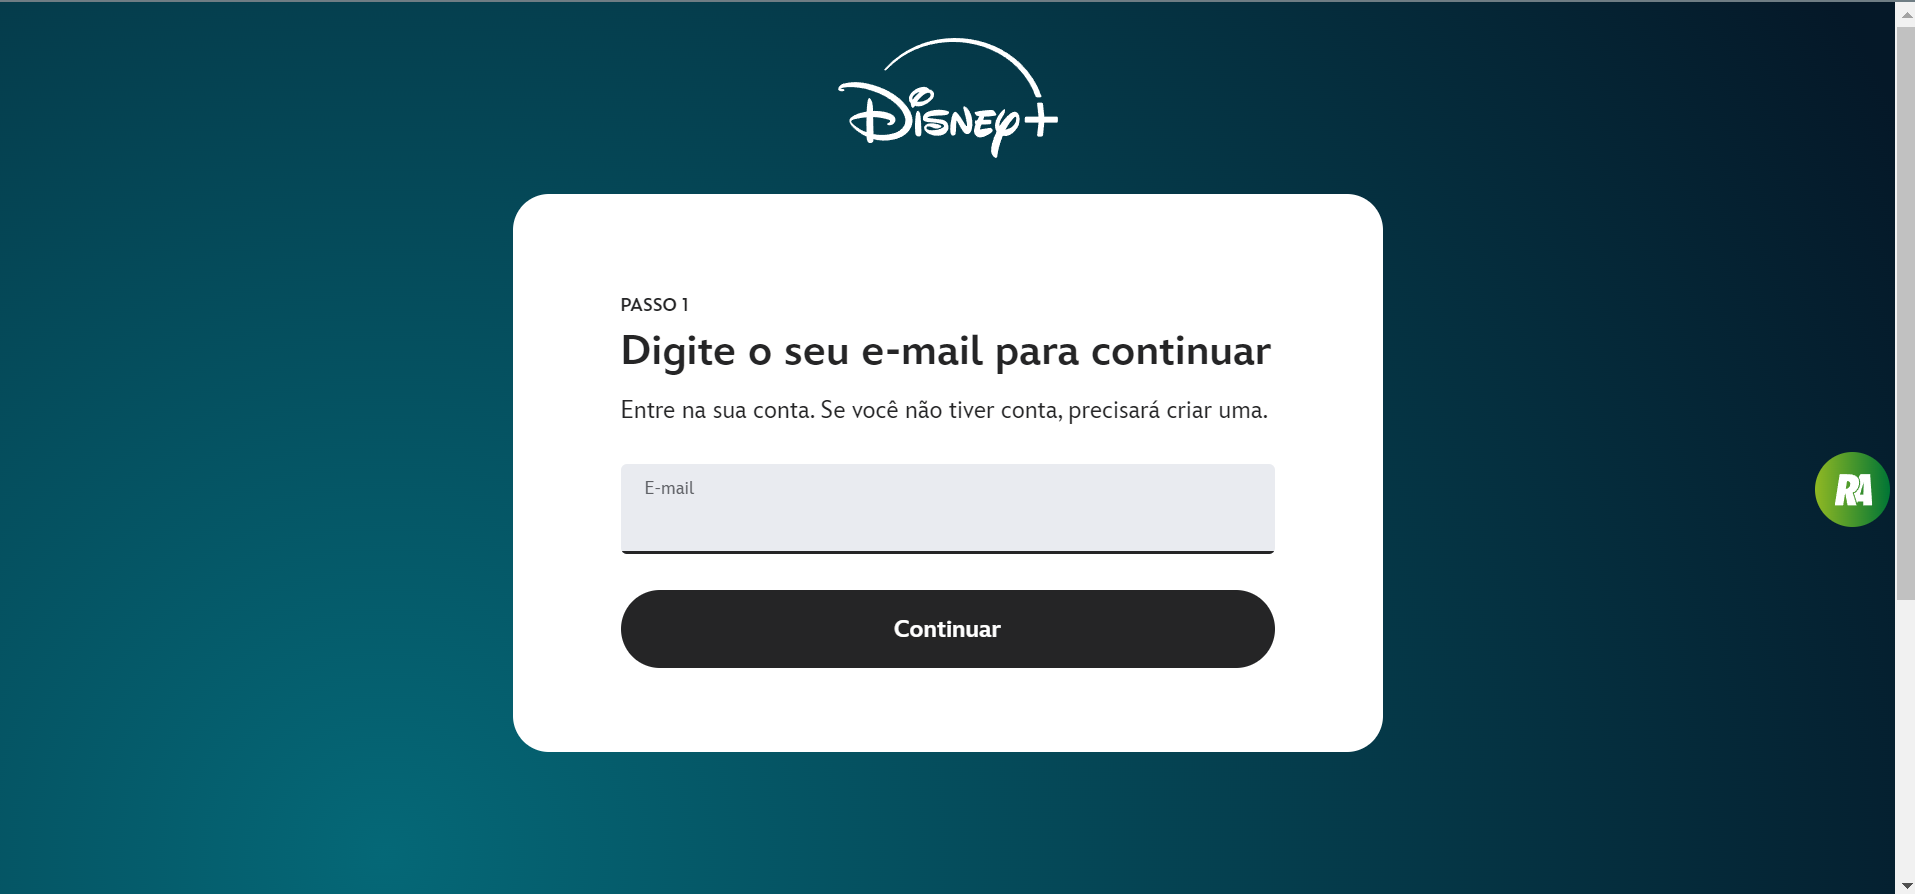 Disney+
PASSO 1
Digite o seu e-mail para continuar
Entre na sua conta. Se você não tiver conta, precisará criar uma.
E-mail
RA
Continuar